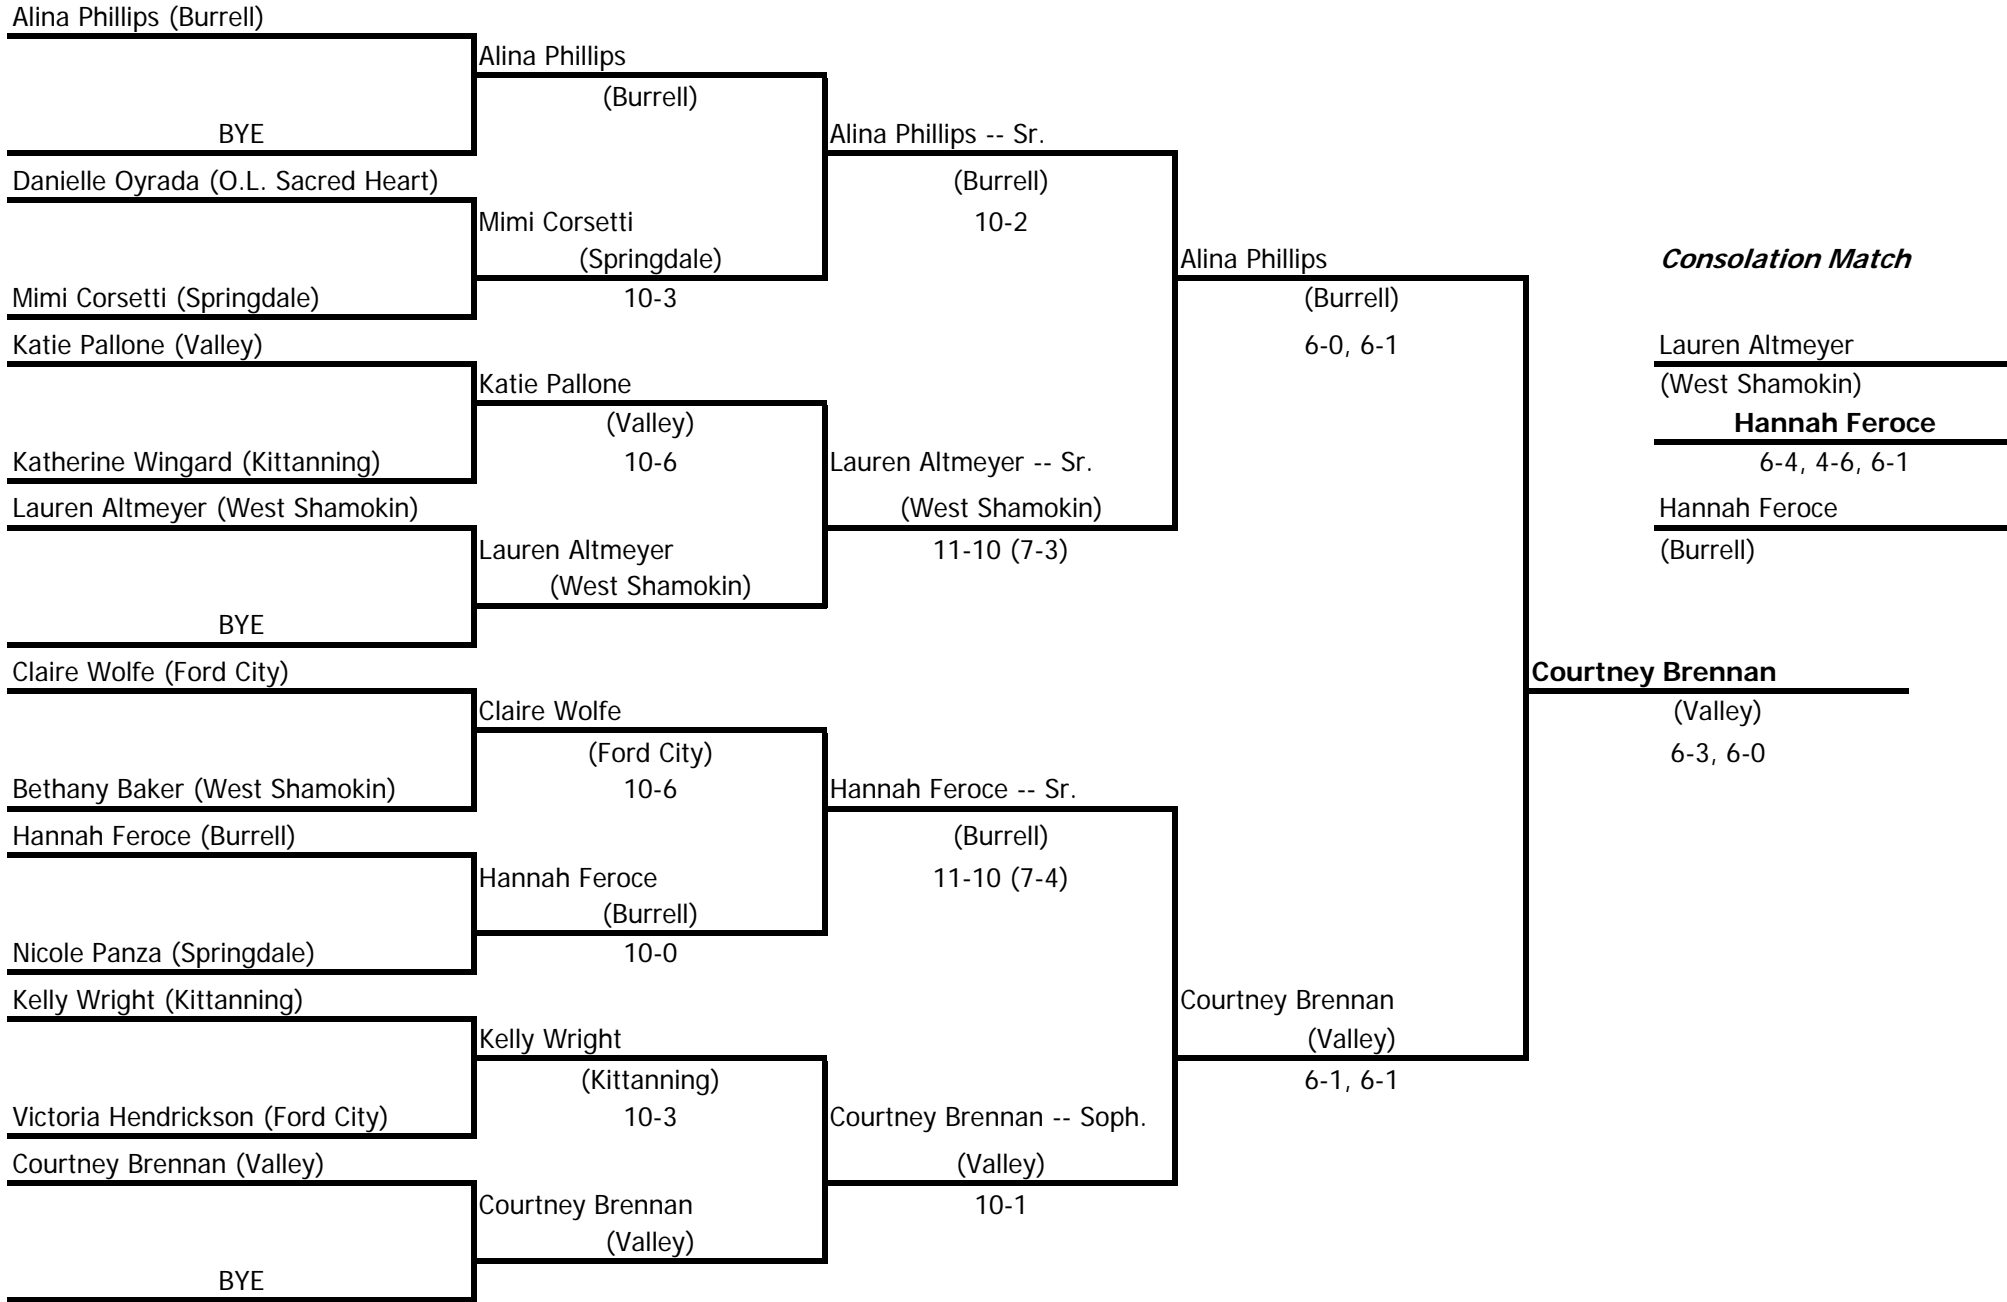 Alina Phillips (Burrell)
BYE
Danielle Oyrada (O.L. Sacred Heart)
Mimi Corsetti (Springdale)
Katie Pallone (Valley)
Katherine Wingard (Kittanning)
Lauren Altmeyer (West Shamokin)
BYE
Claire Wolfe (Ford City)
Bethany Baker (West Shamokin)
Hannah Feroce (Burrell)
Nicole Panza (Springdale)
Kelly Wright (Kittanning)
Victoria Hendrickson (Ford City)
Courtney Brennan (Valley)
BYE
Alina Phillips
(Burrell)
Mimi Corsetti
(Springdale)
10-3
Katie Pallone
(Valley)
10-6
Lauren Altmeyer
(West Shamokin)
Claire Wolfe
(Ford City)
10-6
Hannah Feroce
(Burrell)
10-0
Kelly Wright
(Kittanning)
10-3
Courtney Brennan
(Valley)
Alina Phillips -- Sr.
(Burrell)
10-2
Lauren Altmeyer -- Sr.
(West Shamokin)
11-10 (7-3)
Hannah Feroce -- Sr.
(Burrell)
11-10 (7-4)
Courtney Brennan -- Soph.
(Valley)
10-1
Alina Phillips
(Burrell)
6-0, 6-1
Courtney Brennan
(Valley)
6-1, 6-1
Courtney Brennan
(Valley)
6-3, 6-0
Consolation Match
Lauren Altmeyer
(West Shamokin)
Hannah Feroce
6-4, 4-6, 6-1
Hannah Feroce
(Burrell)